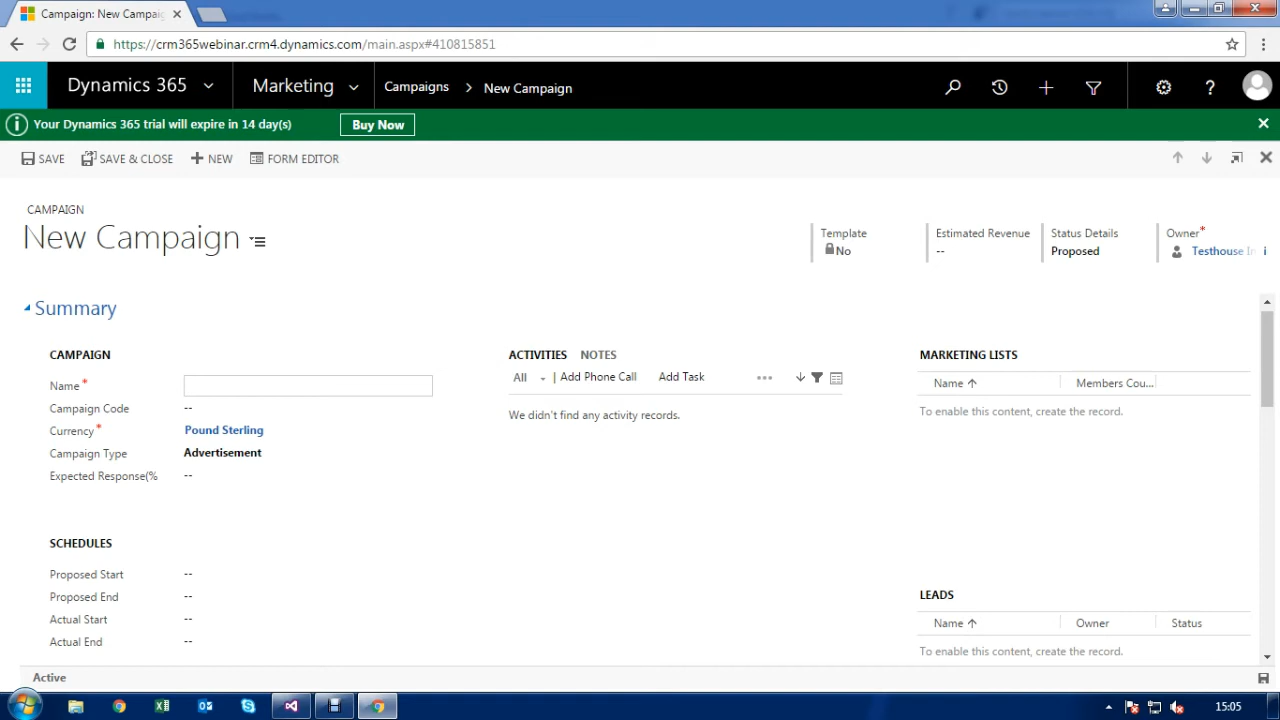 Campaign: New Campai
https://crm365webinar.crm4.dynamics.com/main.aspx#410815851
Dynamics 365 Marketing Campaigns > New Campaign
Your Dynamics 365 trial will expire in 14 day(s) Buy Now
SAVE SAVE & CLOSE + NEW FORM EDITOR
CAMPAIGN
New Campaign
Template Estimated Revenue Status Details Owner*
No -- Proposed Testhouse In
Summary
CAMPAIGN ACTIVITIES NOTES MARKETING LISTS
Name* All | Add Phone Call Add Task ••• Name ↑ Members Cou...
Campaign Code -- We didn't find any activity records. To enable this content, create the record.
Currency* Pound Sterling
Campaign Type Advertisement
Expected Response(% --
SCHEDULES
Proposed Start --
Proposed End -- LEADS
Actual Start -- Name ↑ Owner Status
Actual End -- To enable this content, create the record.
Active
15:05